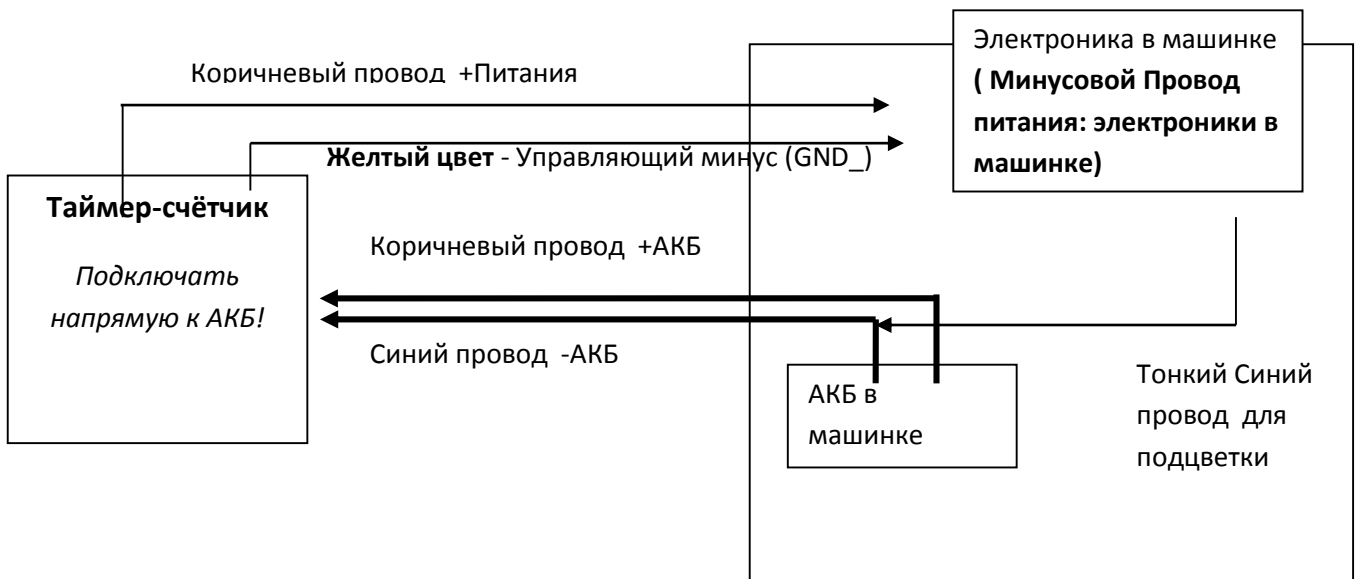 Электроника в машинке
( Минусовой Провод
питания: электроники в
машинке)
Коричневый провод +Питания
Желтый цвет - Управляющий минус (GND_)
Таймер-счётчик
Подключать
напрямую к АКБ!
Коричневый провод +АКБ
Синий провод -АКБ
АКБ в
машинке
Тонкий Синий
провод для
подцветки